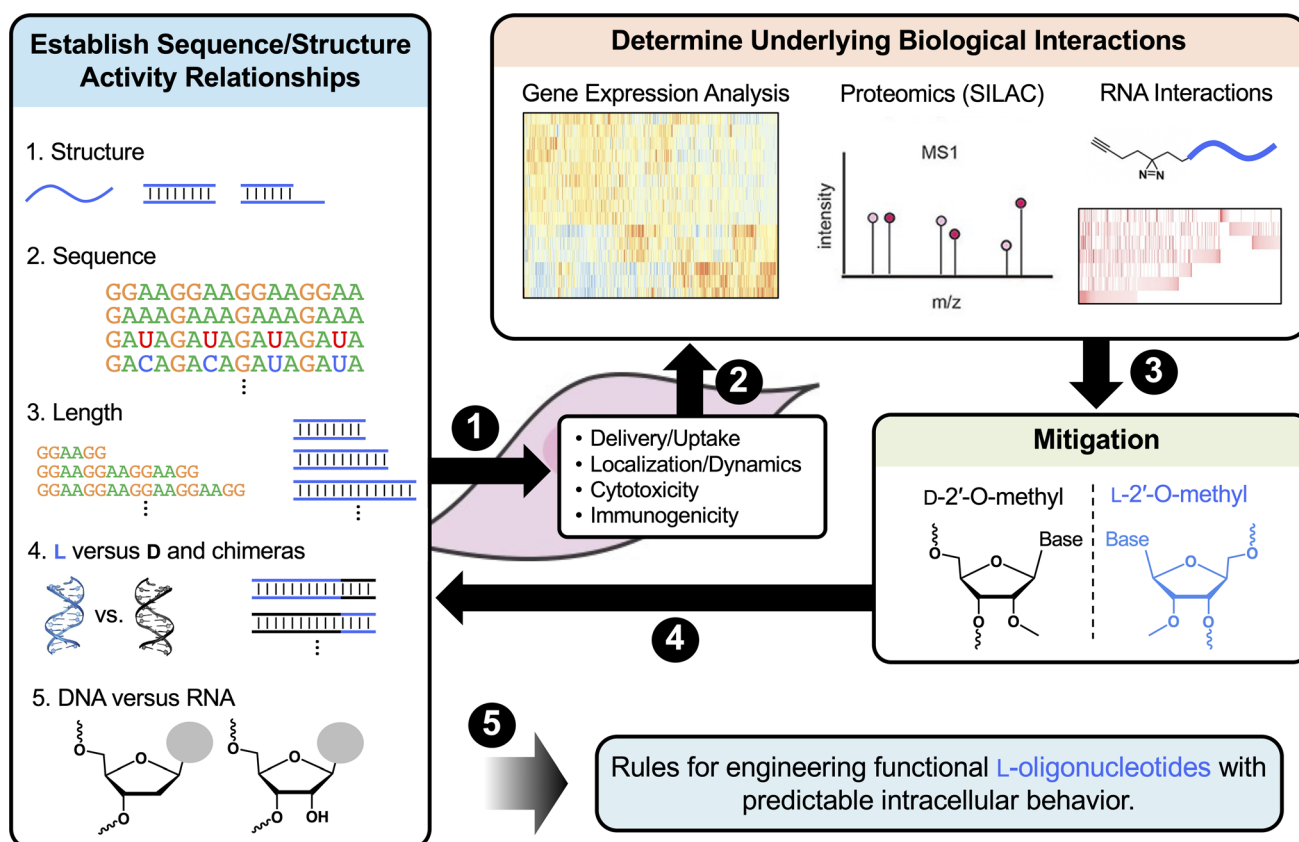 Establish Sequence/Structure
Activity Relationships
1. Structure
2. Sequence
GGAAGGAAGGAAGGAA
GAAAGAAAGAAAGAAA
GAUAGAUAGAUAGAUA
GACAGACAGAUAGAUA
3. Length
GGAAGG
GGAAGGAAGGAAGG
GGAAGGAAGGAAGGAAGG
4. L versus D and chimeras
vs.
5. DNA versus RNA
O
O
O
O
O
O
OH
1
Delivery/Uptake
Localization/Dynamics
Cytotoxicity
Immunogenicity
2
Determine Underlying Biological Interactions
Gene Expression Analysis
Proteomics (SILAC)
MS1
intensity
m/z
RNA Interactions
N=N
3
Mitigation
D-2′-O-methyl
O
Base
O
O
O
L-2′-O-methyl
Base
O
O
O
O
4
5
Rules for engineering functional L-oligonucleotides with
predictable intracellular behavior.